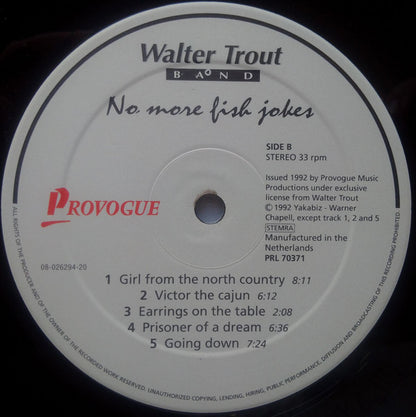 Walter Trout
BAND
No more fish jokes
SIDE B
STEREO 33 rpm
Issued 1992 by Provogue Music
Productions under exclusive
license from Walter Trout
© 1992 Yakabiz - Warner
Chapell, except track 1, 2 and 5
STEMRA
Manufactured in the
Netherlands
PRL 70371
PROVOGUE
08-026294-20
1 Girl from the north country 8:11
2 Victor the cajun 6:12
3 Earrings on the table 2:08
4 Prisoner of a dream 6:36
5 Going down 7:24
ALL RIGHTS OF THE PRODUCER AND OF THE OWNER OF THE RECORDED WORK RESERVED. UNAUTHORIZED COPYING, LENDING, HIRING, PUBLIC PERFORMANCE, DIFFUSION AND BROADCASTING OF THIS RECORDING PROHIBITED.